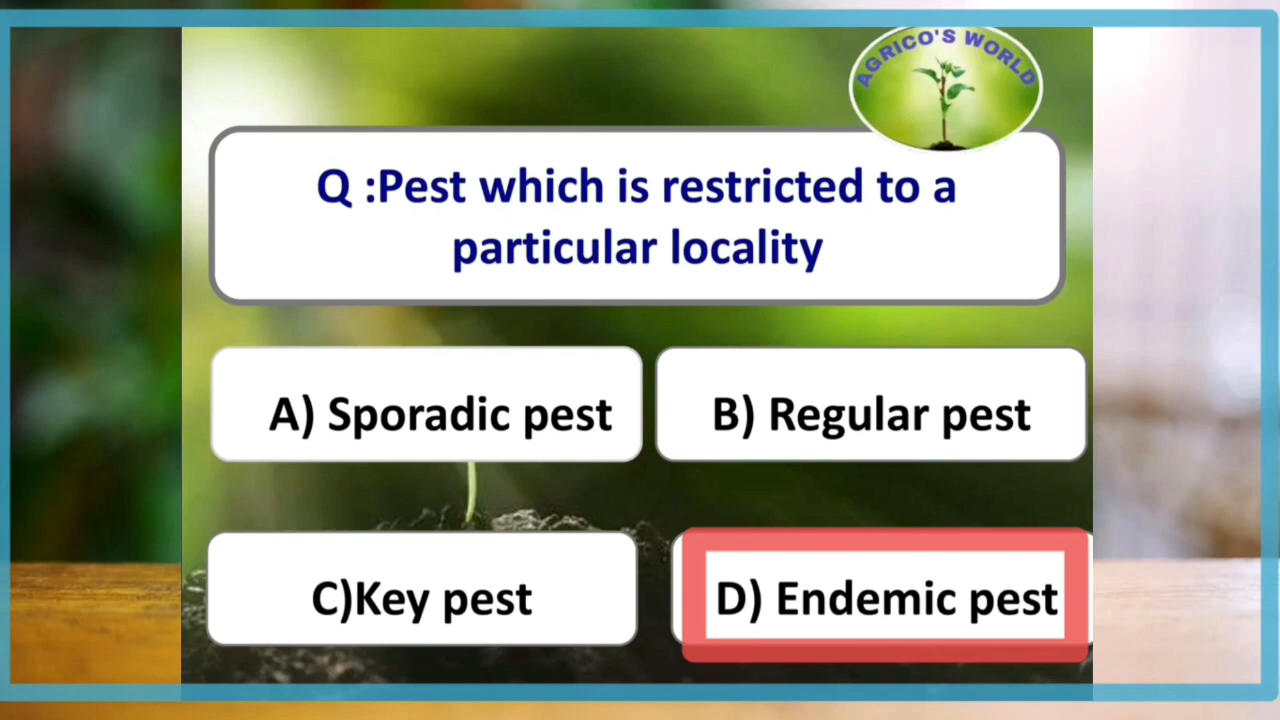 AGRICO'S WORLD
Q :Pest which is restricted to a
particular locality
A) Sporadic pest
B) Regular pest
C)Key pest
D) Endemic pest